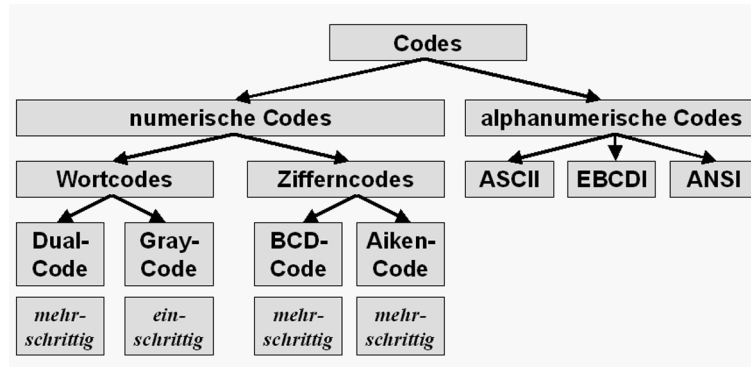 Codes
numerische Codes
alphanumerische Codes
Wortcodes
Zifferncodes
ASCII
EBCDI
ANSI
Dual-
Code
Gray-
Code
BCD-
Code
Aiken-
Code
mehr-
schrittig
ein-
schrittig
mehr-
schrittig
mehr-
schrittig